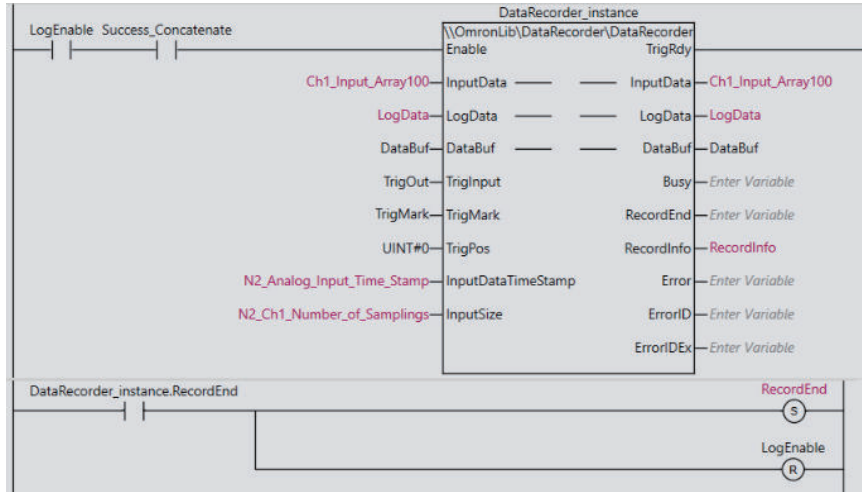 DataRecorder_instance
LogEnable Success_Concatenate
\\OmronLib\DataRecorder\DataRecorder
Enable TrigRdy
Ch1_Input_Array100 InputData InputData Ch1_Input_Array100
LogData LogData LogData LogData
DataBuf DataBuf DataBuf DataBuf
TrigOut TrigInput Busy Enter Variable
TrigMark TrigMark RecordEnd Enter Variable
UINT#0 TrigPos RecordInfo RecordInfo
N2_Analog_Input_Time_Stamp InputDataTimeStamp Error Enter Variable
N2_Ch1_Number_of_Samplings InputSize ErrorID Enter Variable
ErrorIDEx Enter Variable
DataRecorder_instance.RecordEnd RecordEnd
S
LogEnable
R